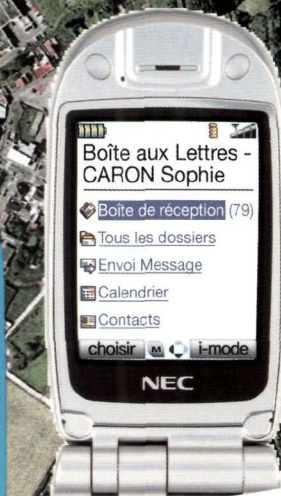 Boîte aux Lettres -
CARON Sophie
Boîte de réception (79)
Tous les dossiers
Envoi Message
Calendrier
Contacts
choisir M i-mode
NEC